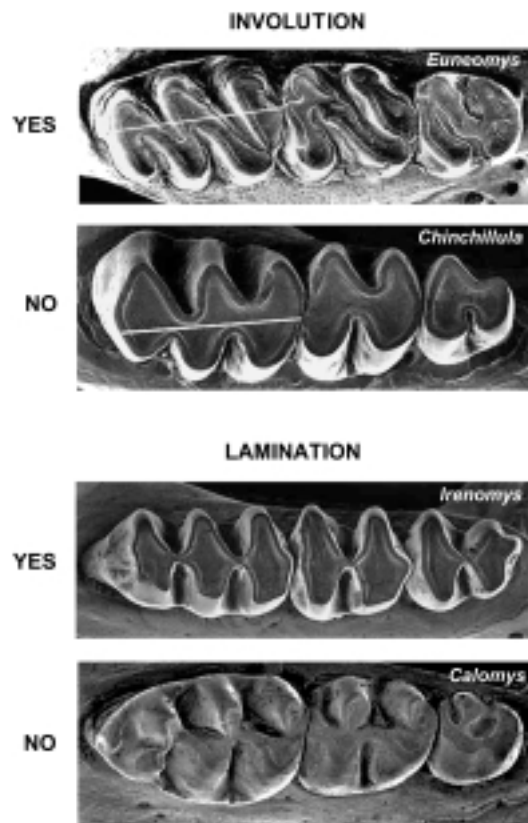 INVOLUTION
Euneomys
YES
Chinchillula
NO
LAMINATION
Irenomys
YES
Calomys
NO